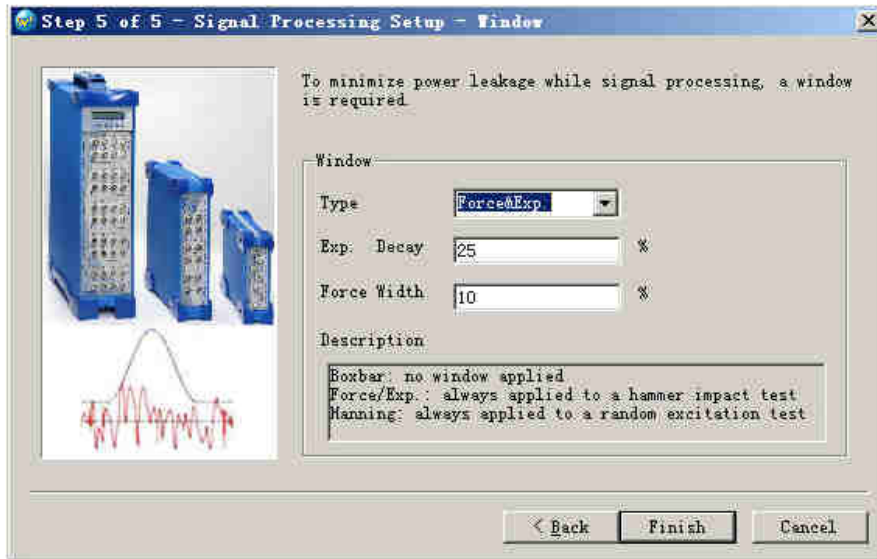 Step 5 of 5 - Signal Processing Setup - Window
To minimize power leakage while signal processing, a window
is required.
Window
Type
Force&Exp.
Exp. Decay
25
%
Force Width
10
%
Description
Boxbar: no window applied
Force/Exp.: always applied to a hammer impact test
Hanning: always applied to a random excitation test
< Back
Finish
Cancel